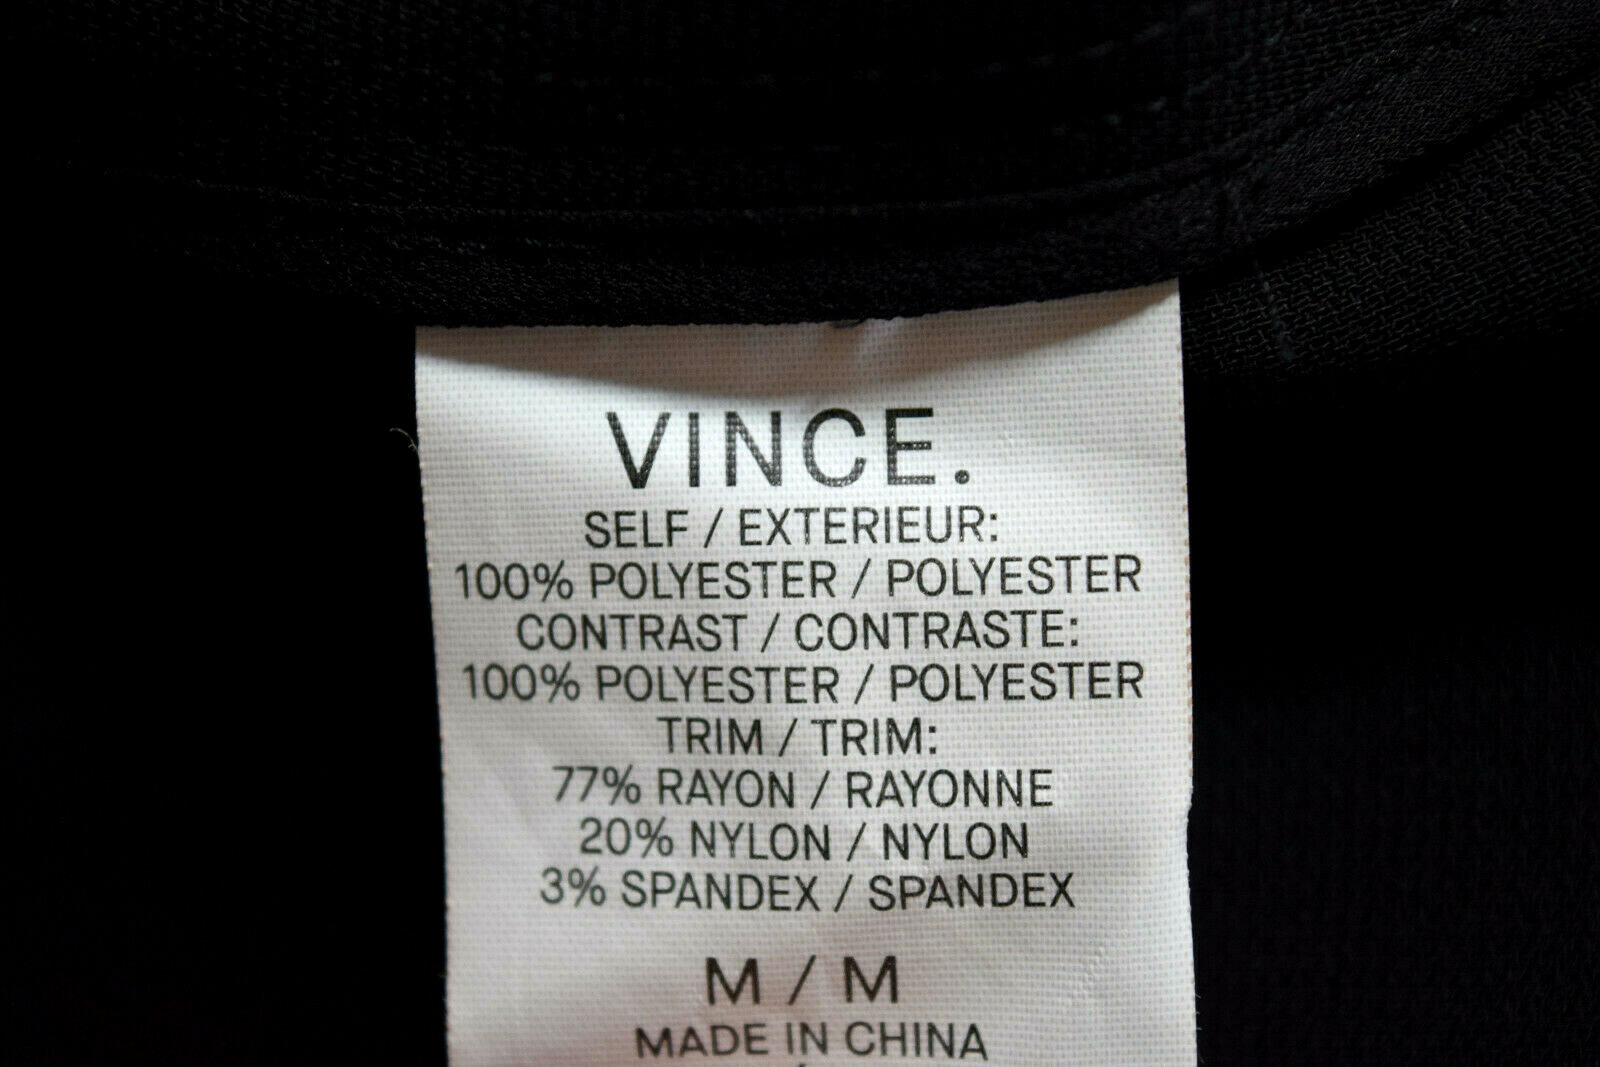 VINCE.
SELF / EXTERIEUR:
100% POLYESTER / POLYESTER
CONTRAST / CONTRASTE:
100% POLYESTER / POLYESTER
TRIM / TRIM:
77% RAYON / RAYONNE
20% NYLON / NYLON
3% SPANDEX / SPANDEX
M / M
MADE IN CHINA